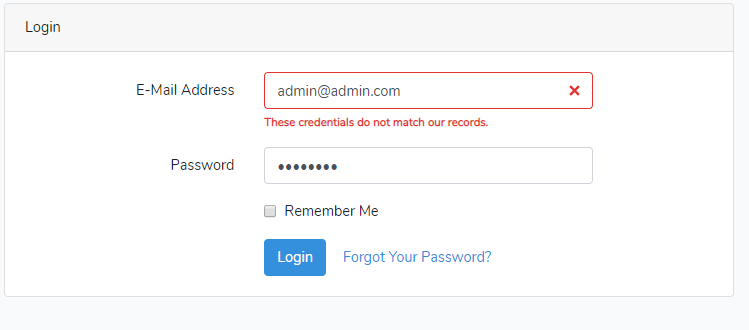 Login
E-Mail Address
admin@admin.com
These credentials do not match our records.
Password
Remember Me
Login
Forgot Your Password?